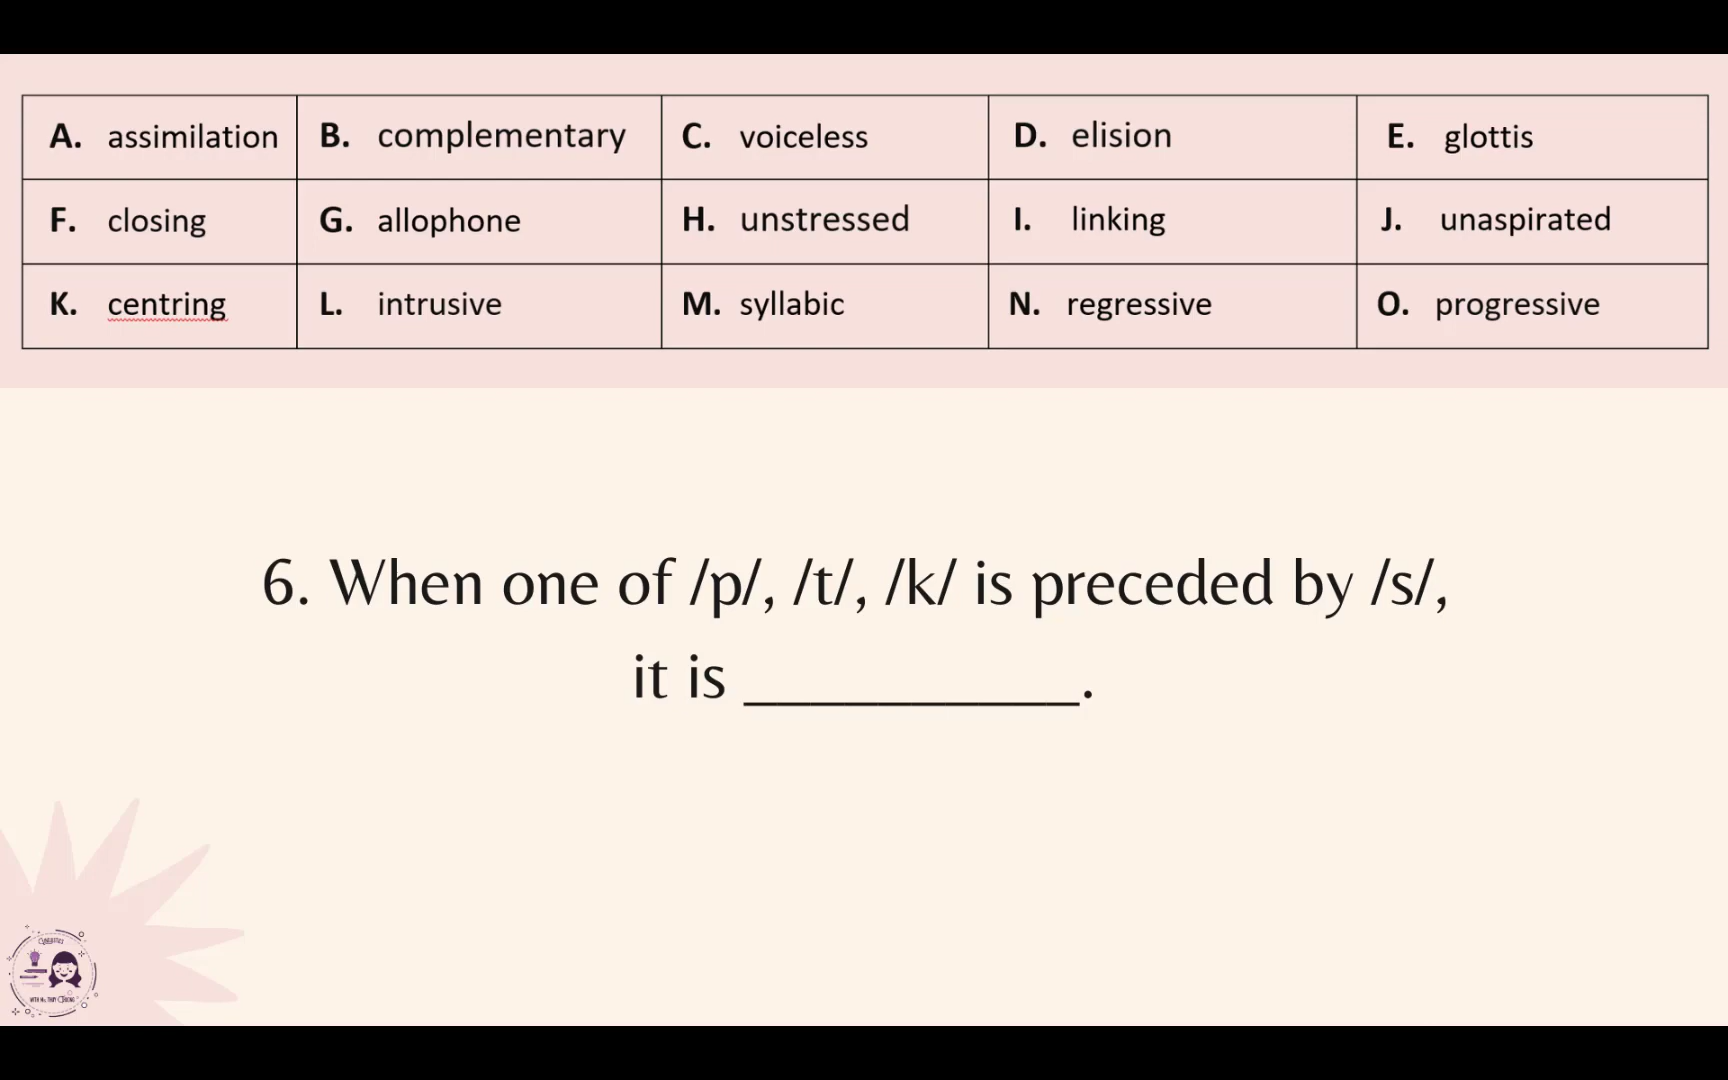 A. assimilation B. complementary C. voiceless D. elision E. glottis
F. closing G. allophone H. unstressed I. linking J. unaspirated
K. centring L. intrusive M. syllabic N. regressive O. progressive
6. When one of /p/, /t/, /k/ is preceded by /s/,
it is __________.